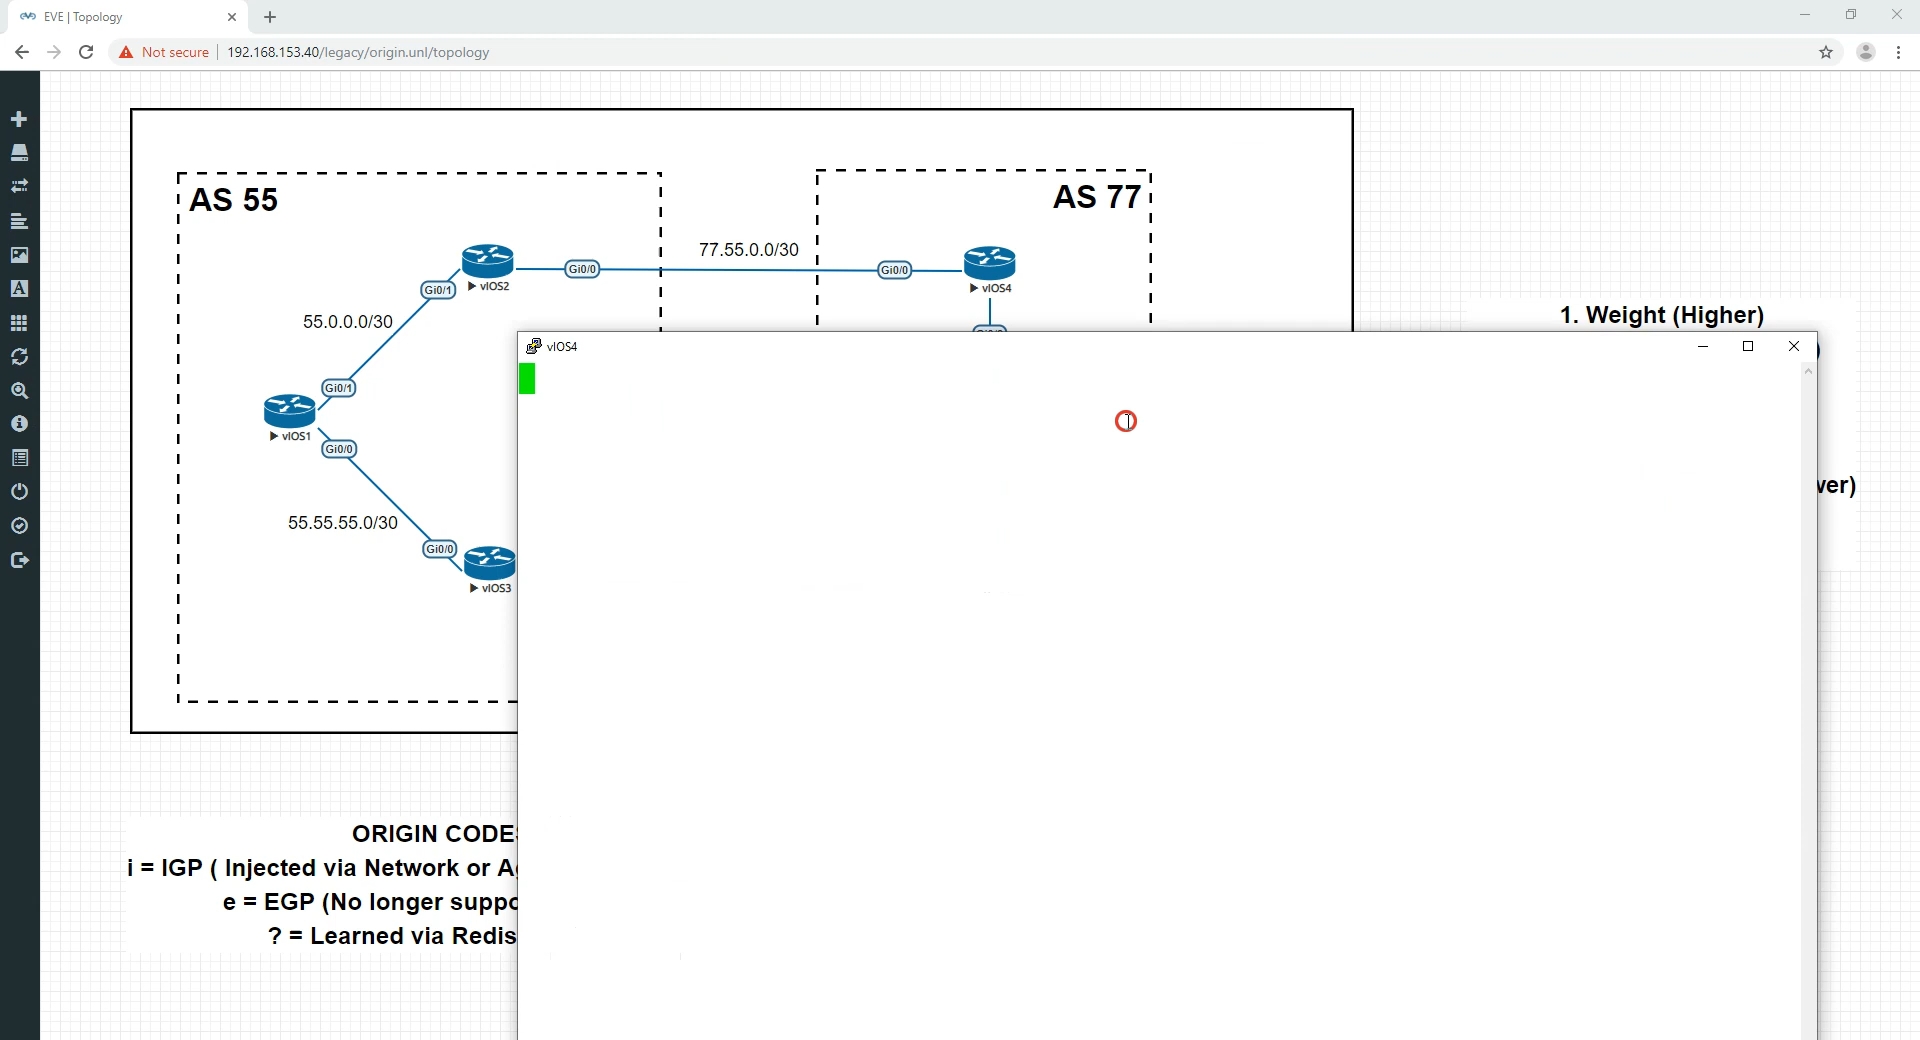 EVE | Topology
Not secure
192.168.153.40/legacy/origin.unl/topology
AS 55
AS 77
77.55.0.0/30
Gi0/0
Gi0/0
vIOS2
vIOS4
Gi0/1
55.0.0.0/30
1. Weight (Higher)
vIOS4
Gi0/1
vIOS1
Gi0/0
ver)
55.55.55.0/30
Gi0/0
vIOS3
ORIGIN CODES
i = IGP ( Injected via Network or Ag
e = EGP (No longer suppo
? = Learned via Redis